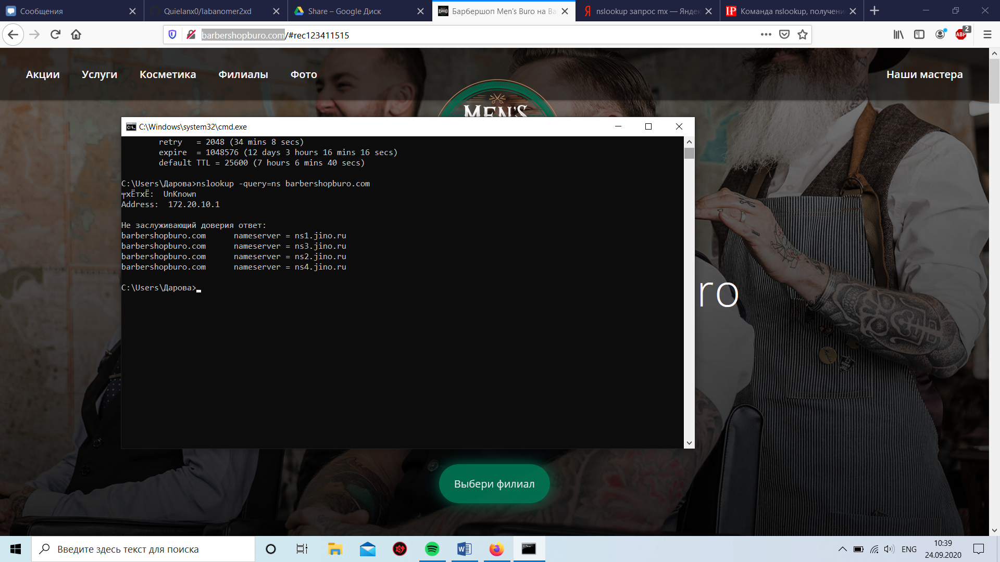 Сообщения
Quielanx0/labanomer2xd
Share – Google Диск
Барбершоп Men's Buro на Ва
nslookup запрос mx — Яндек
Команда nslookup, получени
barbershopburo.com/#rec123411515
ABP
2
Акции
Услуги
Косметика
Филиалы
Фото
Наши мастера
MEN'S
C:\Windows\system32\cmd.exe
retry = 2048 (34 mins 8 secs)
expire = 1048576 (12 days 3 hours 16 mins 16 secs)
default TTL = 25600 (7 hours 6 mins 40 secs)
C:\Users\Дарова>nslookup -query=ns barbershopburo.com
╤хЁтхЁ: UnKnown
Address: 172.20.10.1
Не заслуживающий доверия ответ:
barbershopburo.com nameserver = ns1.jino.ru
barbershopburo.com nameserver = ns3.jino.ru
barbershopburo.com nameserver = ns2.jino.ru
barbershopburo.com nameserver = ns4.jino.ru
C:\Users\Дарова>
ro
Выбери филиал
Введите здесь текст для поиска
ENG
10:39
24.09.2020